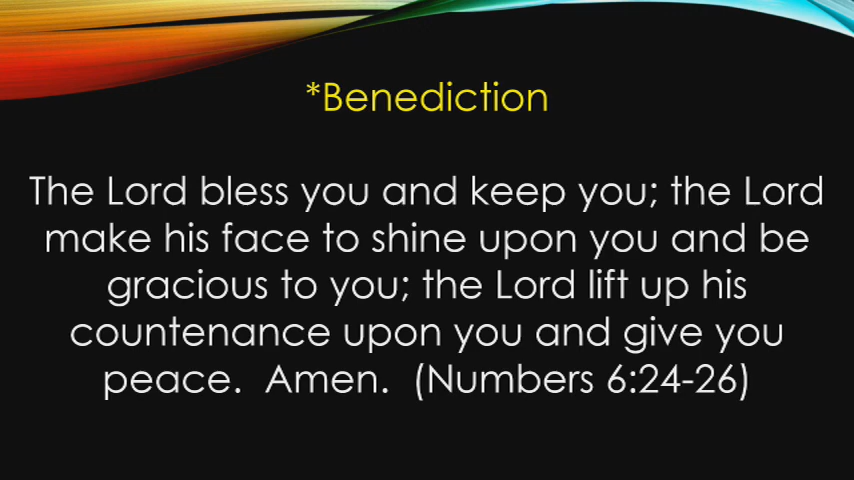 *Benediction
The Lord bless you and keep you; the Lord
make his face to shine upon you and be
gracious to you; the Lord lift up his
countenance upon you and give you
peace.  Amen.  (Numbers 6:24-26)